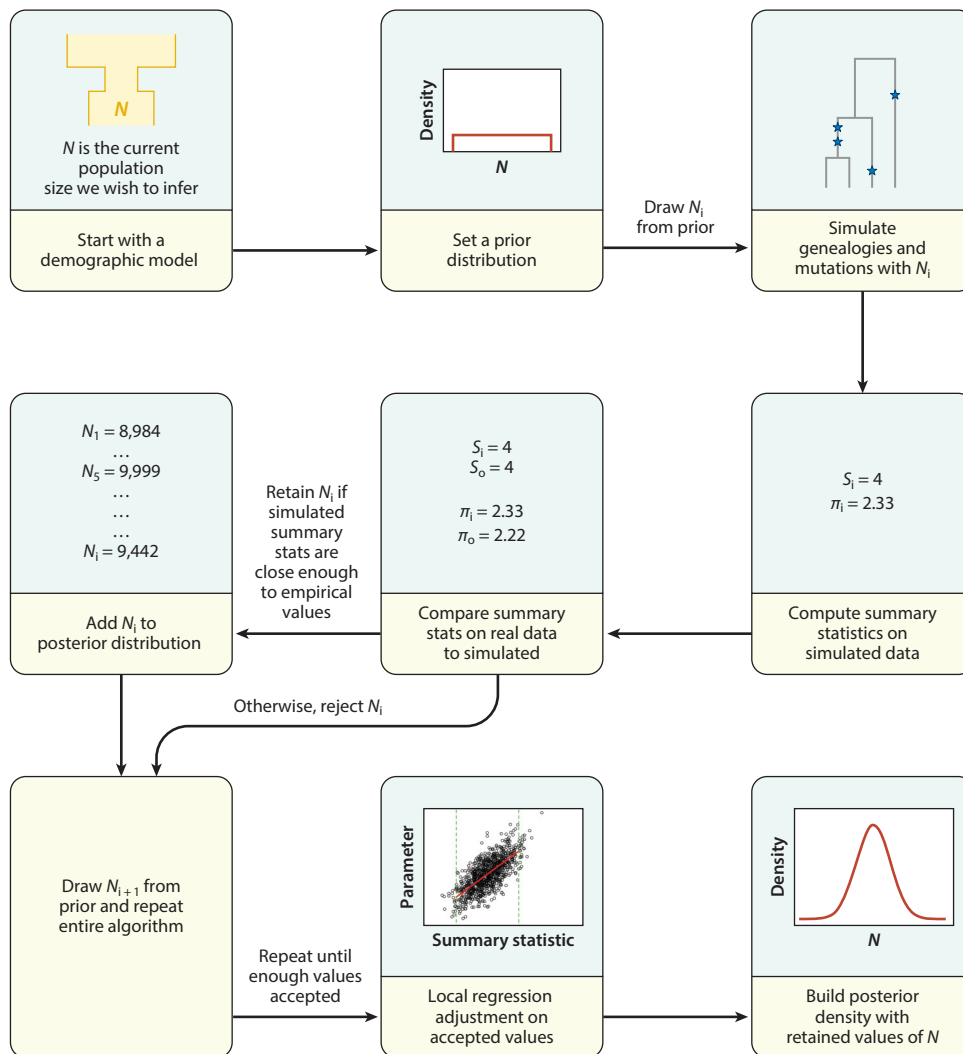 N
N is the current
population
size we wish to infer
Start with a
demographic model
Density
N
Set a prior
distribution
Draw Nᵢ
from prior
Simulate
genealogies and
mutations with Nᵢ
N₁ = 8,984
...
N₅ = 9,999
...
...
...
Nᵢ = 9,442
Add Nᵢ to
posterior distribution
Retain Nᵢ if
simulated
summary
stats are
close enough
to empirical
values
Sᵢ = 4
Sₒ = 4
πᵢ = 2.33
πₒ = 2.22
Compare summary
stats on real data
to simulated
Sᵢ = 4
πᵢ = 2.33
Compute summary
statistics on
simulated data
Otherwise, reject Nᵢ
Draw Nᵢ₊₁ from
prior and repeat
entire algorithm
Repeat until
enough values
accepted
Parameter
Summary statistic
Local regression
adjustment on
accepted values
Density
N
Build posterior
density with
retained values of N